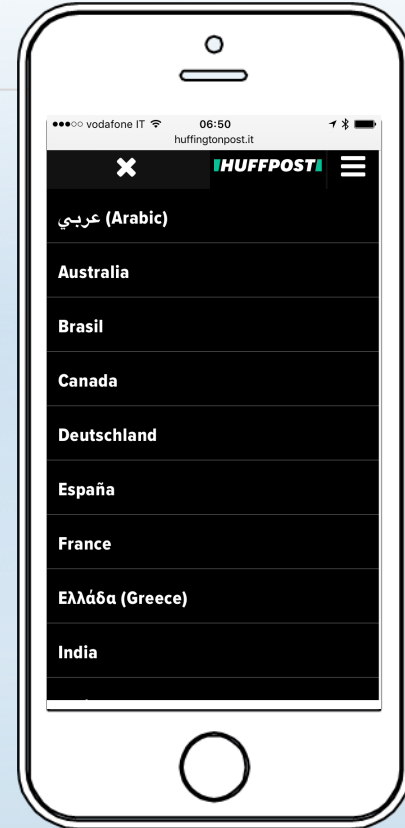 vodafone IT 06:50
huffingtonpost.it
HUFFPOST
عربي (Arabic)
Australia
Brasil
Canada
Deutschland
España
France
Ελλάδα (Greece)
India